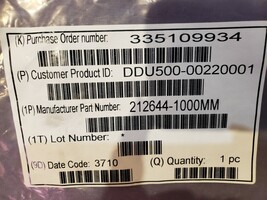 (K) Purchase Order number: 335109934
(P) Customer Product ID: DDU500-00220001
(1P) Manufacturer Part Number: 212644-1000MM
(1T) Lot Number: *
(9D) Date Code: 3710 (Q) Quantity: 1 pc